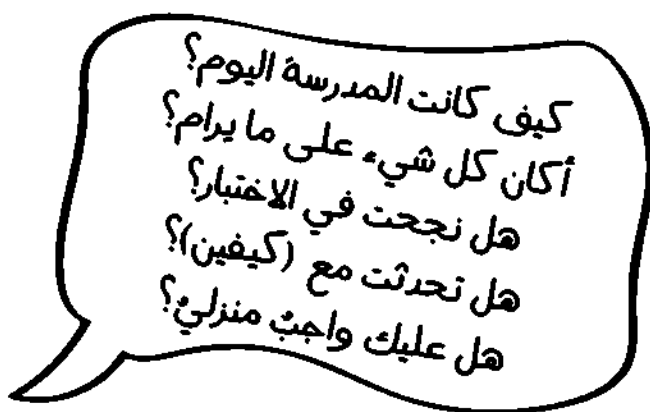 كيف كانت المدرسة اليوم؟
أكان كل شيء على ما يرام؟
هل نجحت في الاختبار؟
هل تحدثت مع (كيفين)؟
هل عليك واجبٌ منزليٌ؟